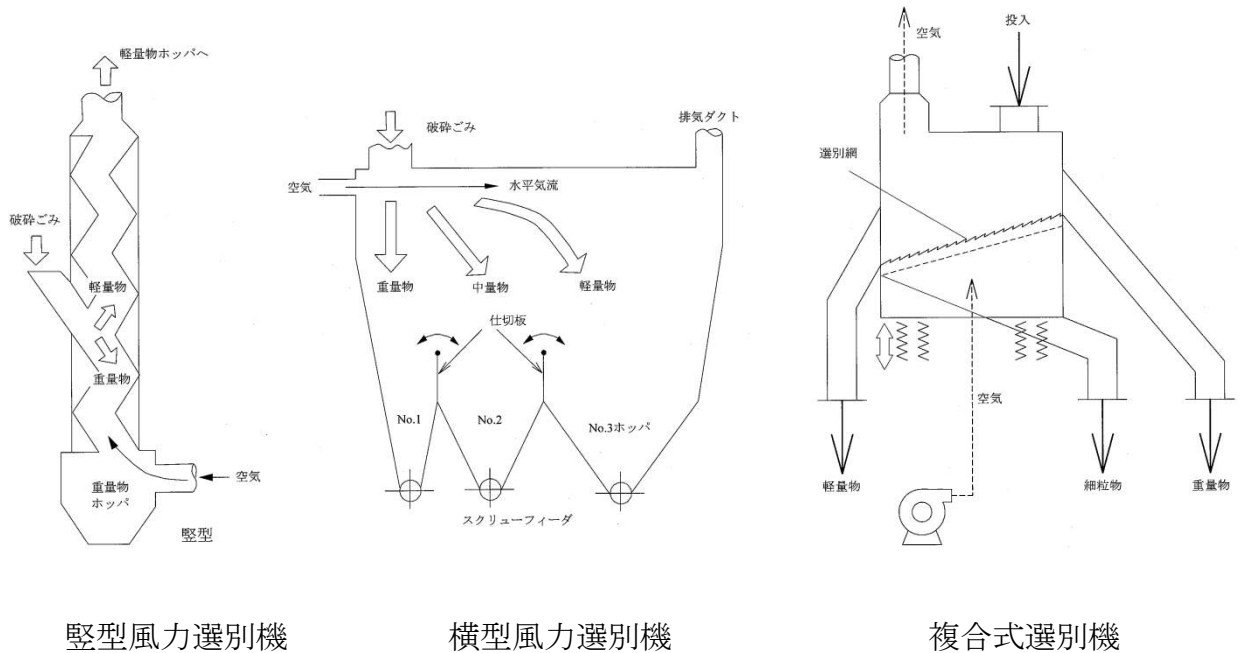 軽量物ホッパへ
破砕ごみ
軽量物
重量物
空気
重量物
ホッパ
竪型
破砕ごみ
排気ダクト
空気
水平気流
重量物
中量物
軽量物
仕切板
No.1
No.2
No.3ホッパ
スクリューフィーダ
空気
投入
選別網
空気
軽量物
細粒物
重量物
竪型風力選別機
横型風力選別機
複合式選別機